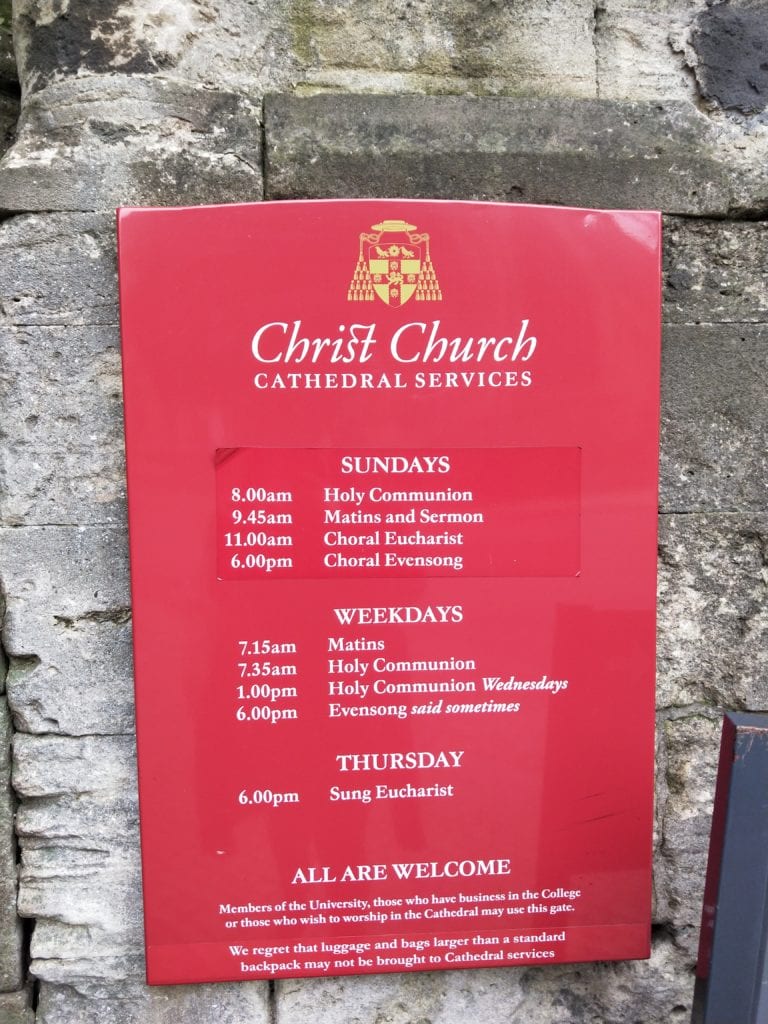 Christ Church
CATHEDRAL SERVICES
SUNDAYS
8.00am Holy Communion
9.45am Matins and Sermon
11.00am Choral Eucharist
6.00pm Choral Evensong
WEEKDAYS
7.15am Matins
7.35am Holy Communion
1.00pm Holy Communion Wednesdays
6.00pm Evensong said sometimes
THURSDAY
6.00pm Sung Eucharist
ALL ARE WELCOME
Members of the University, those who have business in the College
or those who wish to worship in the Cathedral may use this gate.
We regret that luggage and bags larger than a standard
backpack may not be brought to Cathedral services